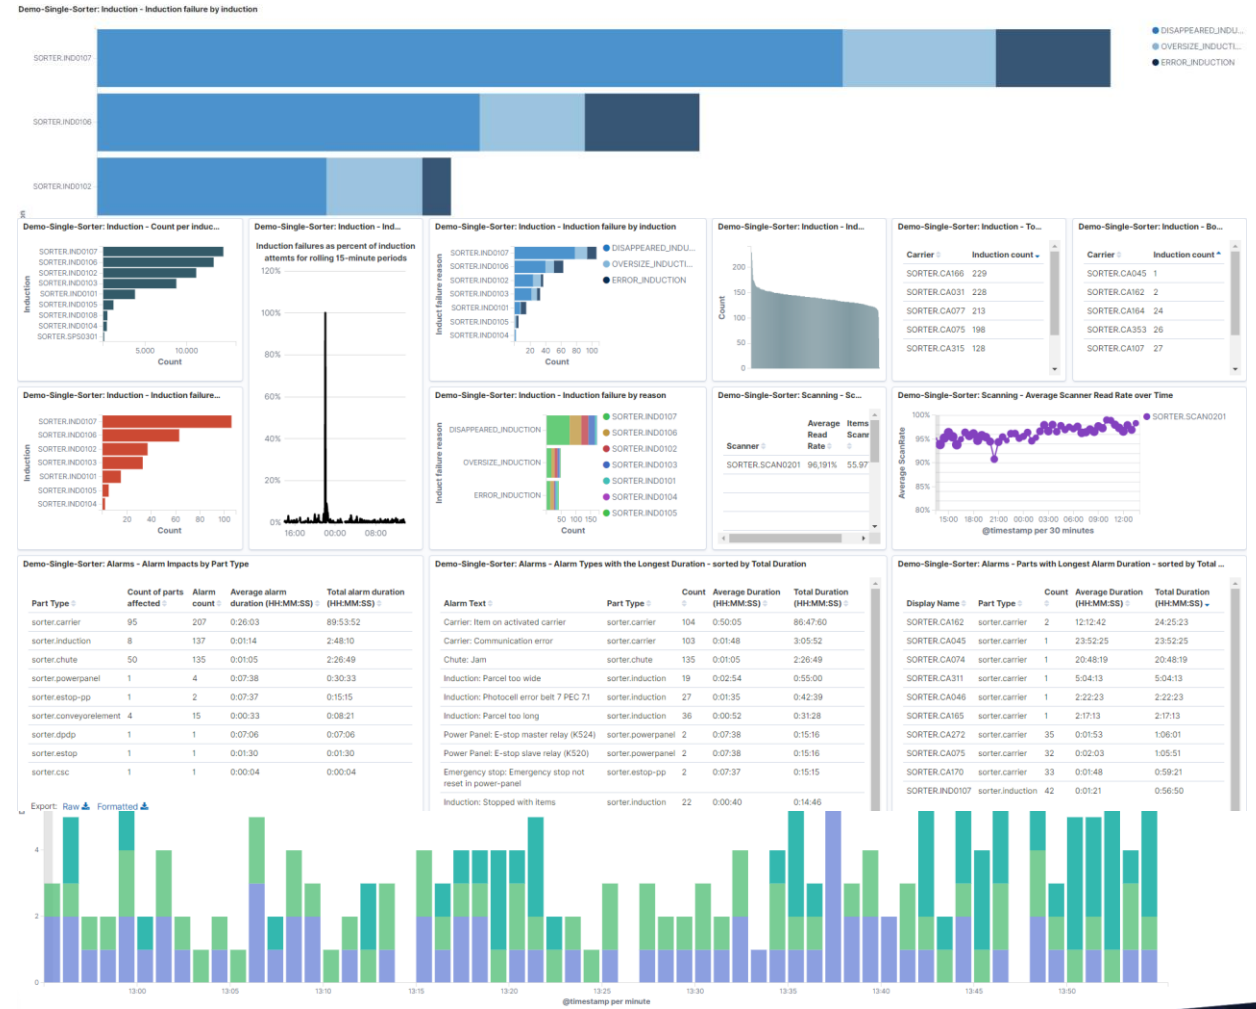 Demo-Single-Sorter: Induction - Induction failure by induction
SORTER.IND0107
SORTER.IND0106
SORTER.IND0102
DISAPPEARED_INDU...
OVERSIZE_INDUCTI...
ERROR_INDUCTION
Demo-Single-Sorter: Induction - Count per induc...
Induction
SORTER.IND0107
SORTER.IND0106
SORTER.IND0102
SORTER.IND0103
SORTER.IND0101
SORTER.IND0105
SORTER.IND0108
SORTER.IND0104
SORTER.SPS0301
5.000 10.000
Count
Demo-Single-Sorter: Induction - Ind...
Induction failures as percent of induction
attemts for rolling 15-minute periods
120%
100%
80%
60%
40%
20%
0%
16:00 00:00 08:00
Demo-Single-Sorter: Induction - Induction failure by induction
Induct failure reason
SORTER.IND0107
SORTER.IND0106
SORTER.IND0102
SORTER.IND0103
SORTER.IND0101
SORTER.IND0105
SORTER.IND0104
20 40 60 80 100
Count
DISAPPEARED_INDU...
OVERSIZE_INDUCTI...
ERROR_INDUCTION
Demo-Single-Sorter: Induction - Ind...
Count
200
150
100
50
0
Demo-Single-Sorter: Induction - To...
Carrier Induction count
SORTER.CA166 229
SORTER.CA031 228
SORTER.CA077 213
SORTER.CA075 198
SORTER.CA315 128
Demo-Single-Sorter: Induction - Bo...
Carrier Induction count
SORTER.CA045 1
SORTER.CA162 2
SORTER.CA164 24
SORTER.CA353 26
SORTER.CA107 27
Demo-Single-Sorter: Induction - Induction failure...
Induction
SORTER.IND0107
SORTER.IND0106
SORTER.IND0102
SORTER.IND0103
SORTER.IND0101
SORTER.IND0105
SORTER.IND0104
20 40 60 80 100
Count
Demo-Single-Sorter: Induction - Induction failure by reason
Induct failure reason
DISAPPEARED_INDUCTION
OVERSIZE_INDUCTION
ERROR_INDUCTION
50 100 150
Count
SORTER.IND0107
SORTER.IND0106
SORTER.IND0102
SORTER.IND0103
SORTER.IND0101
SORTER.IND0104
SORTER.IND0105
Demo-Single-Sorter: Scanning - Sc...
Scanner Average Read Rate Items Scanr
SORTER.SCAN0201 96,191% 55.97
Demo-Single-Sorter: Scanning - Average Scanner Read Rate over Time
Average ScanRate
100%
95%
90%
85%
80%
15:00 18:00 21:00 00:00 03:00 06:00 09:00 12:00
@timestamp per 30 minutes
SORTER.SCAN0201
Demo-Single-Sorter: Alarms - Alarm Impacts by Part Type
Part Type Count of parts affected Alarm count Average alarm duration (HH:MM:SS) Total alarm duration (HH:MM:SS)
sorter.carrier 95 207 0:26:03 89:53:52
sorter.induction 8 137 0:01:14 2:48:10
sorter.chute 50 135 0:01:05 2:26:49
sorter.powerpanel 1 4 0:07:38 0:30:33
sorter.estop-pp 1 2 0:07:37 0:15:15
sorter.conveyorelement 4 15 0:00:33 0:08:21
sorter.dpdp 1 1 0:07:06 0:07:06
sorter.estop 1 1 0:01:30 0:01:30
sorter.csc 1 1 0:00:04 0:00:04
Export: Raw Formatted
Demo-Single-Sorter: Alarms - Alarm Types with the Longest Duration - sorted by Total Duration
Alarm Text Part Type Count Average Duration (HH:MM:SS) Total Duration (HH:MM:SS)
Carrier: Item on activated carrier sorter.carrier 104 0:50:05 86:47:60
Carrier: Communication error sorter.carrier 103 0:01:48 3:05:52
Chute: Jam sorter.chute 135 0:01:05 2:26:49
Induction: Parcel too wide sorter.induction 19 0:02:54 0:55:00
Induction: Photocell error belt 7 PEC 7.1 sorter.induction 27 0:01:35 0:42:39
Induction: Parcel too long sorter.induction 36 0:00:52 0:31:28
Power Panel: E-stop master relay (K524) sorter.powerpanel 2 0:07:38 0:15:16
Power Panel: E-stop slave relay (K520) sorter.powerpanel 2 0:07:38 0:15:16
Emergency stop: Emergency stop not reset in power-panel sorter.estop-pp 2 0:07:37 0:15:15
Induction: Stopped with items sorter.induction 22 0:00:40 0:14:46
Demo-Single-Sorter: Alarms - Parts with Longest Alarm Duration - sorted by Total ...
Display Name Part Type Count Average Duration (HH:MM:SS) Total Duration (HH:MM:SS)
SORTER.CA162 sorter.carrier 2 12:12:42 24:25:23
SORTER.CA045 sorter.carrier 1 23:52:25 23:52:25
SORTER.CA074 sorter.carrier 1 20:48:19 20:48:19
SORTER.CA311 sorter.carrier 1 5:04:13 5:04:13
SORTER.CA046 sorter.carrier 1 2:22:23 2:22:23
SORTER.CA165 sorter.carrier 1 2:17:13 2:17:13
SORTER.CA272 sorter.carrier 35 0:01:53 1:06:01
SORTER.CA075 sorter.carrier 32 0:02:03 1:05:51
SORTER.CA170 sorter.carrier 33 0:01:48 0:59:21
SORTER.IND0107 sorter.induction 42 0:01:21 0:56:50
4
2
0
13:00 13:05 13:10 13:15 13:20 13:25 13:30 13:35 13:40 13:45 13:50
@timestamp per minute